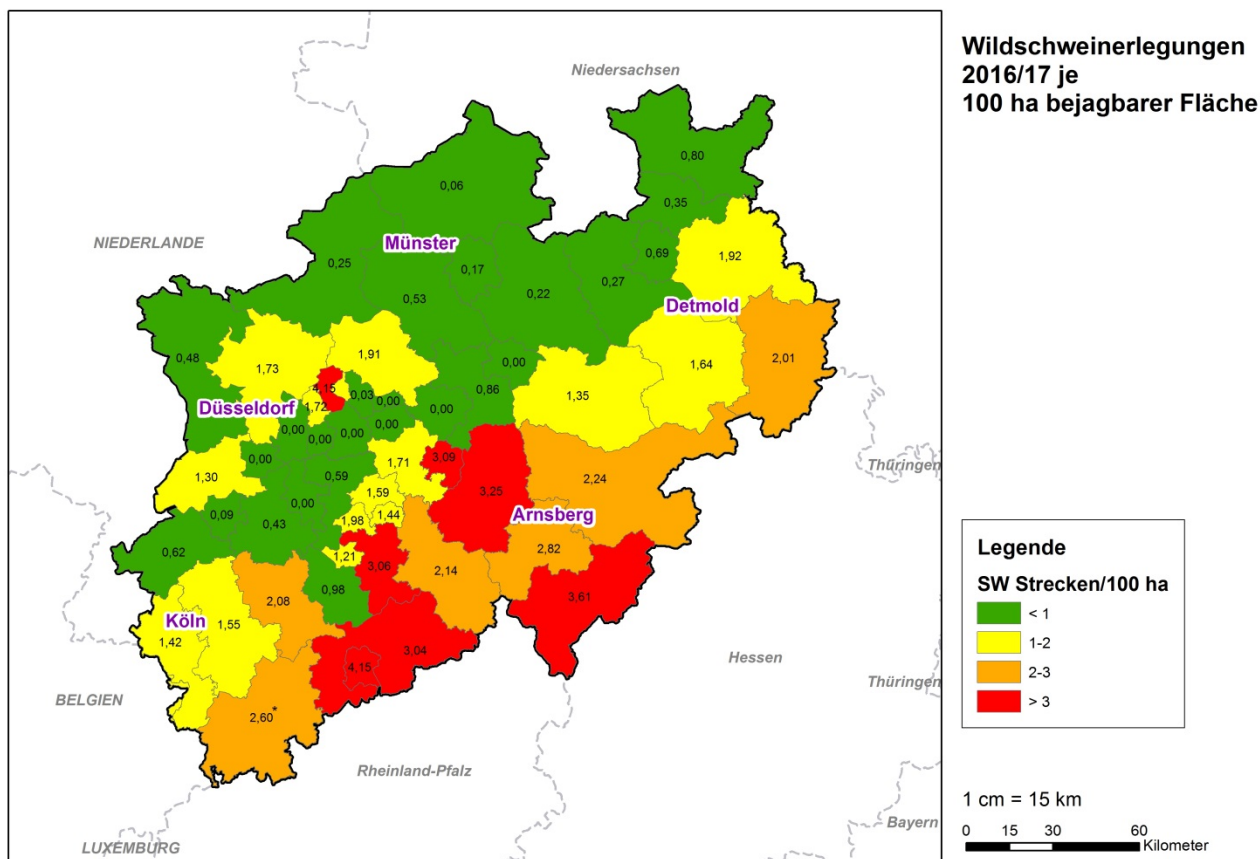 Wildschweinerlegungen
2016/17 je
100 ha bejagbarer Fläche
Niedersachsen
0,80
0,06
0,35
NIEDERLANDE
Münster
0,69
1,92
0,25
0,17
0,27
0,53
0,22
Detmold
0,48
1,91
0,00
1,64
2,01
1,73
4,15
0,03
0,86
1,35
Düsseldorf
1,72
0,00
0,00
0,00
0,00
0,00
0,00
0,00
1,71
3,09
Thüringen
1,30
0,59
2,24
1,59
3,25
0,00
0,09
0,43
1,98
1,44
Arnsberg
0,62
1,21
3,06
2,14
2,82
2,08
0,98
3,61
Köln
1,55
1,42
3,04
4,15
Hessen
Thüringen
BELGIEN
2,60*
Rheinland-Pfalz
Bayern
LUXEMBURG
Legende
SW Strecken/100 ha
< 1
1-2
2-3
> 3
1 cm = 15 km
0 15 30 60
Kilometer